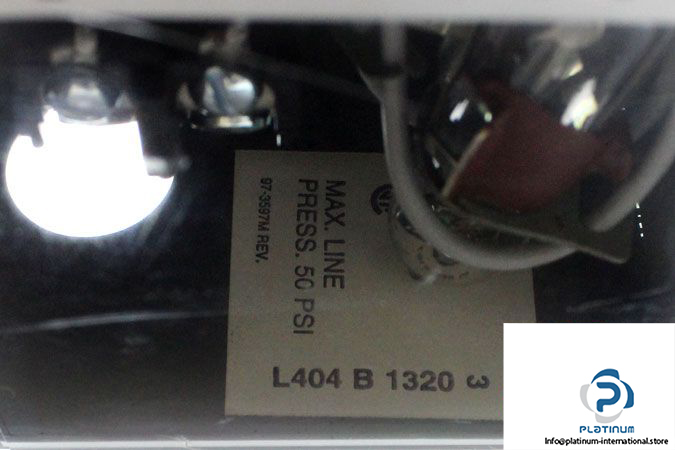 MAX. LINE
PRESS. 50 PSI
97-3597M REV.
L404 B 1320 3
PLATINUM
Info@platinum-international.store